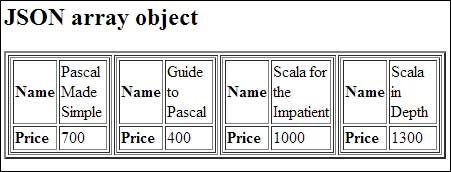 JSON array object
Name Pascal Made Simple
Price 700
Name Guide to Pascal
Price 400
Name Scala for the Impatient
Price 1000
Name Scala in Depth
Price 1300